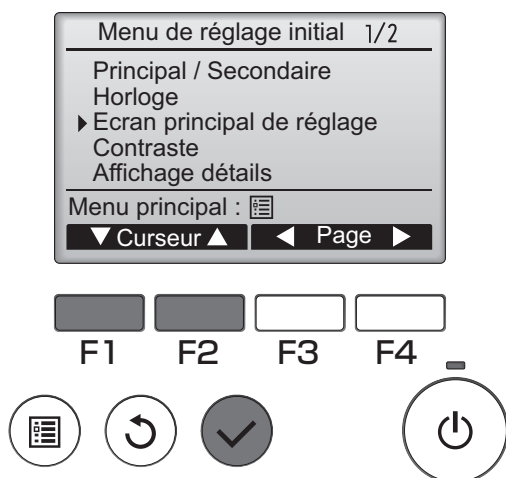 Menu de réglage initial 1/2
Principal / Secondaire
Horloge
Ecran principal de réglage
Contraste
Affichage détails
Menu principal :
Curseur Page
F1 F2 F3 F4